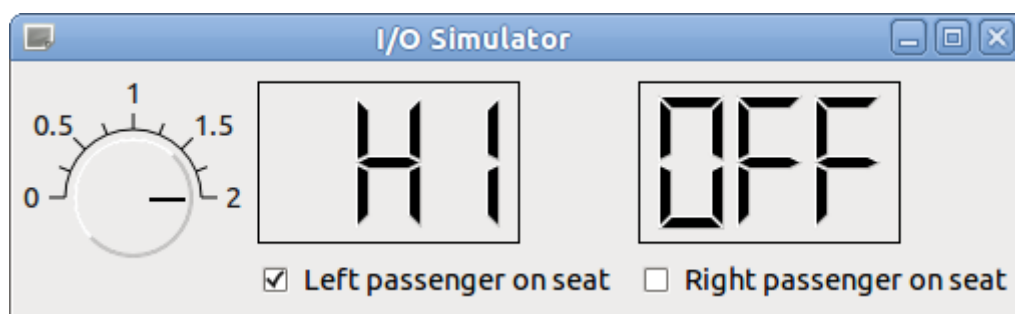 I/O Simulator
1
0.5 1.5
0 2
HI OFF
Left passenger on seat Right passenger on seat